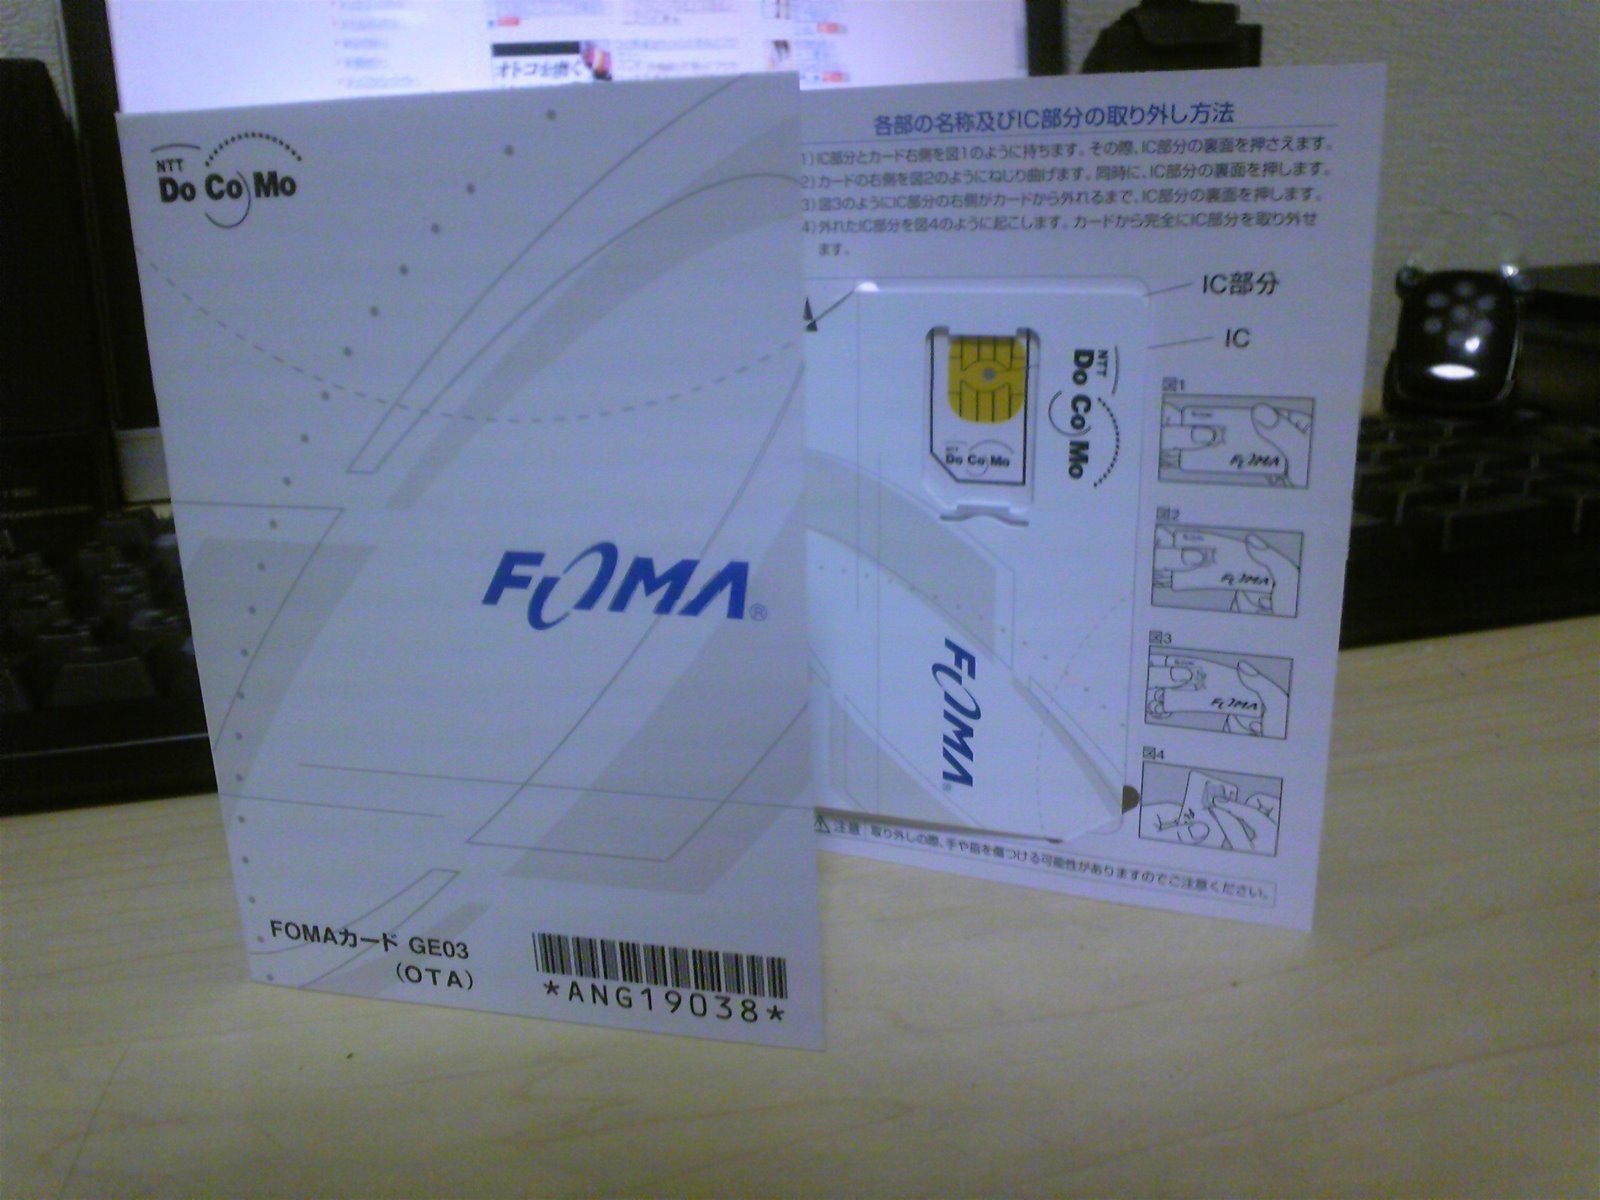 オトコを磨く
NTT
DoCoMo
FOMA®
FOMAカード GE03
(OTA)
*ANG19038*
各部の名称及びIC部分の取り外し方法
1)IC部分とカード右側を図1のように持ちます。その際、IC部分の裏面を押さえます。
2)カードの右側を図2のようにねじり曲げます。同時に、IC部分の裏面を押します。
3)図3のようにIC部分の右側がカードから外れるまで、IC部分の裏面を押します。
4)外れたIC部分を図4のように起こします。カードから完全にIC部分を取り外せ
ます。
IC部分
IC
NTT
DoCoMo
NTT
DoCoMo
FOMA®
図1
FOMA
図2
FOMA
図3
FOMA
図4
注意 取り外しの際、手や指を傷つける可能性がありますのでご注意ください。